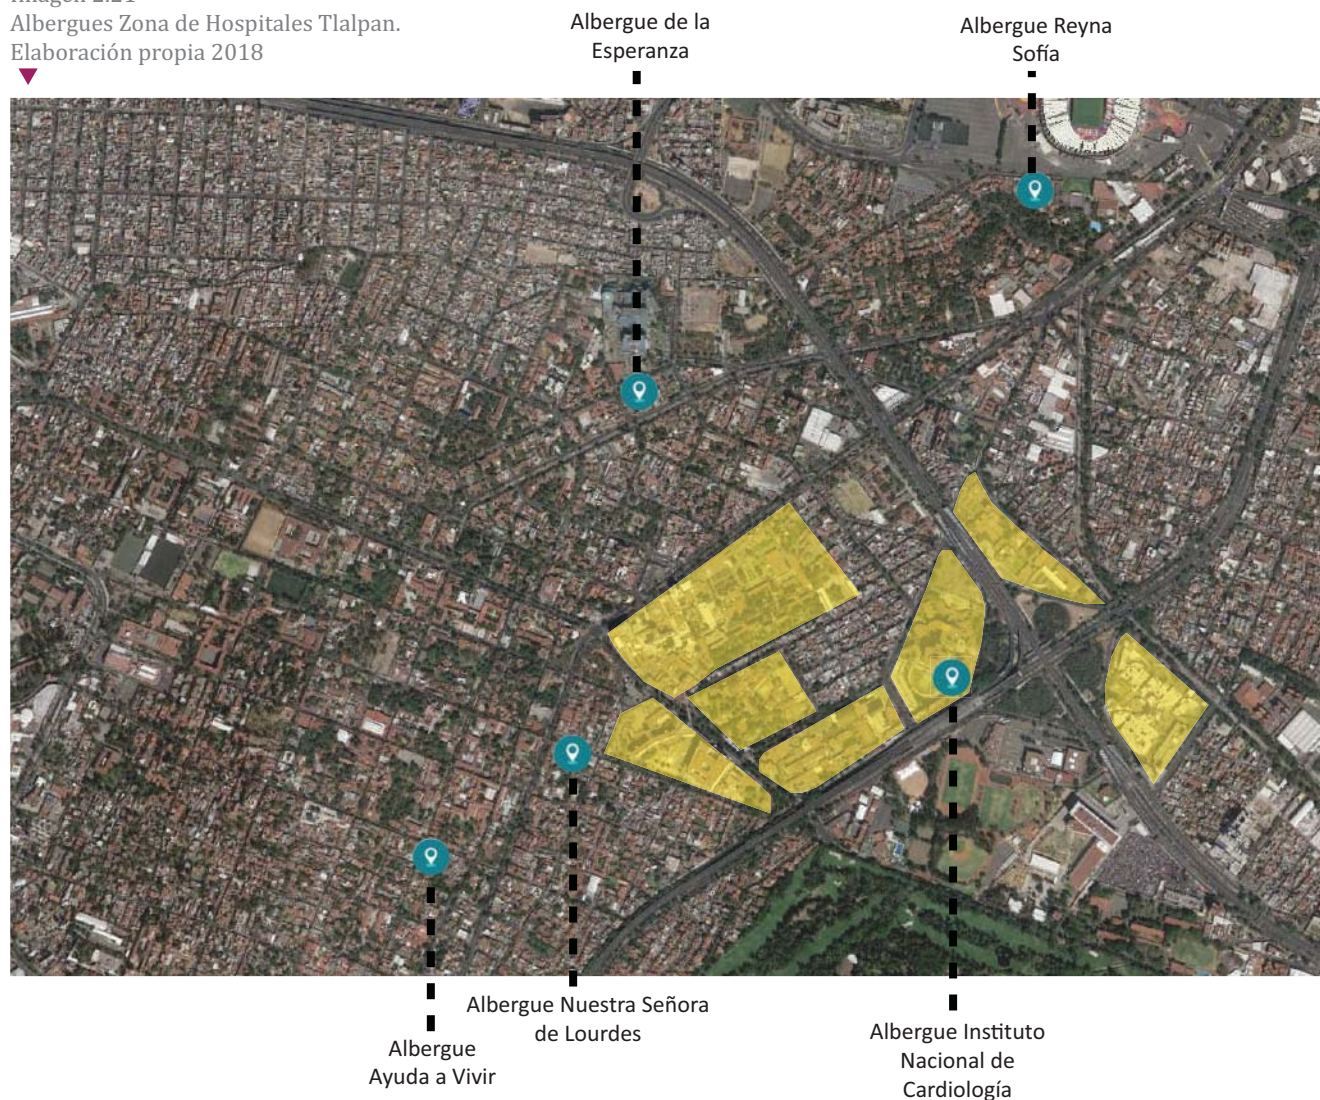 Albergues Zona de Hospitales Tlalpan.
Elaboración propia 2018
Albergue de la
Esperanza
Albergue Reyna
Sofía
Albergue Nuestra Señora
de Lourdes
Albergue
Ayuda a Vivir
Albergue Instituto
Nacional de
Cardiología